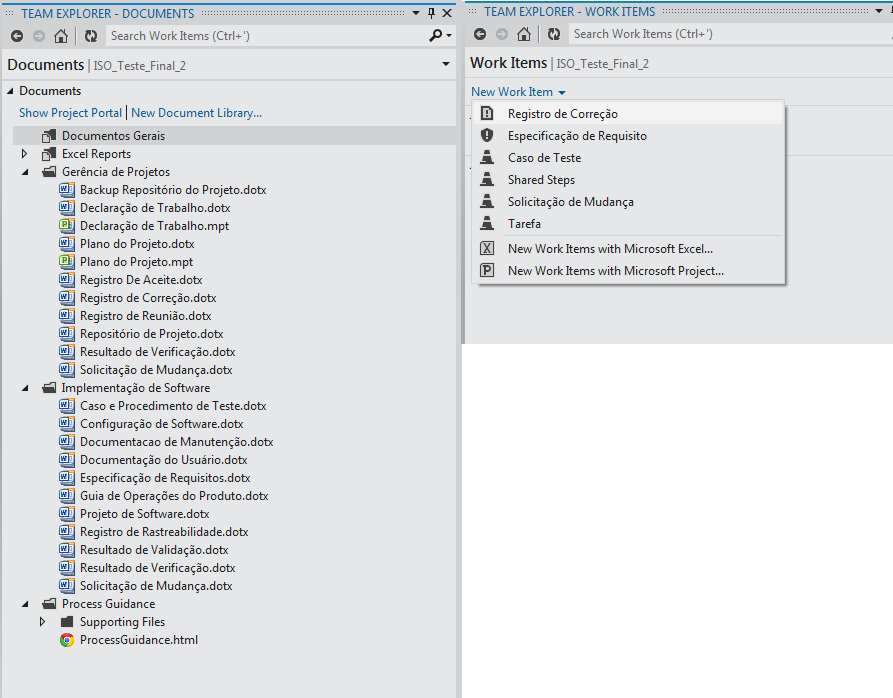 TEAM EXPLORER - DOCUMENTS
Search Work Items (Ctrl+')
Documents | ISO_Teste_Final_2
Documents
Show Project Portal | New Document Library...
Documentos Gerais
Excel Reports
Gerência de Projetos
Backup Repositório do Projeto.dotx
Declaração de Trabalho.dotx
Declaração de Trabalho.mpt
Plano do Projeto.dotx
Plano do Projeto.mpt
Registro De Aceite.dotx
Registro de Correção.dotx
Registro de Reunião.dotx
Repositório de Projeto.dotx
Resultado de Verificação.dotx
Solicitação de Mudança.dotx
Implementação de Software
Caso e Procedimento de Teste.dotx
Configuração de Software.dotx
Documentacao de Manutenção.dotx
Documentação do Usuário.dotx
Especificação de Requisitos.dotx
Guia de Operações do Produto.dotx
Projeto de Software.dotx
Registro de Rastreabilidade.dotx
Resultado de Validação.dotx
Resultado de Verificação.dotx
Solicitação de Mudança.dotx
Process Guidance
Supporting Files
ProcessGuidance.html
TEAM EXPLORER - WORK ITEMS
Search Work Items (Ctrl+')
Work Items | ISO_Teste_Final_2
New Work Item
Registro de Correção
Especificação de Requisito
Caso de Teste
Shared Steps
Solicitação de Mudança
Tarefa
New Work Items with Microsoft Excel...
New Work Items with Microsoft Project...